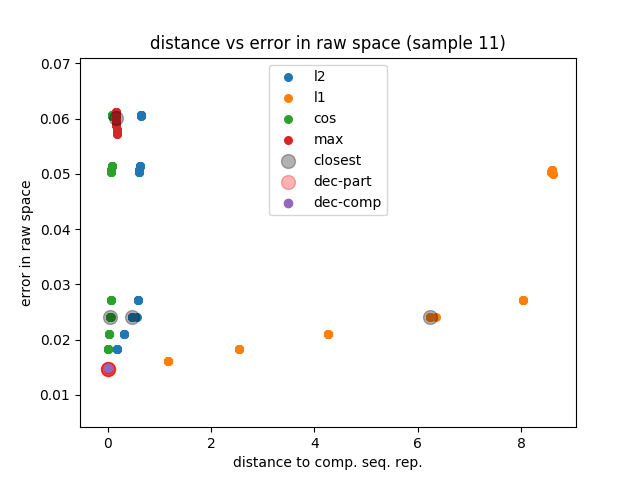 distance vs error in raw space (sample 11)
error in raw space
0.07
0.06
0.05
0.04
0.03
0.02
0.01
l2
l1
cos
max
closest
dec-part
dec-comp
0 2 4 6 8
distance to comp. seq. rep.